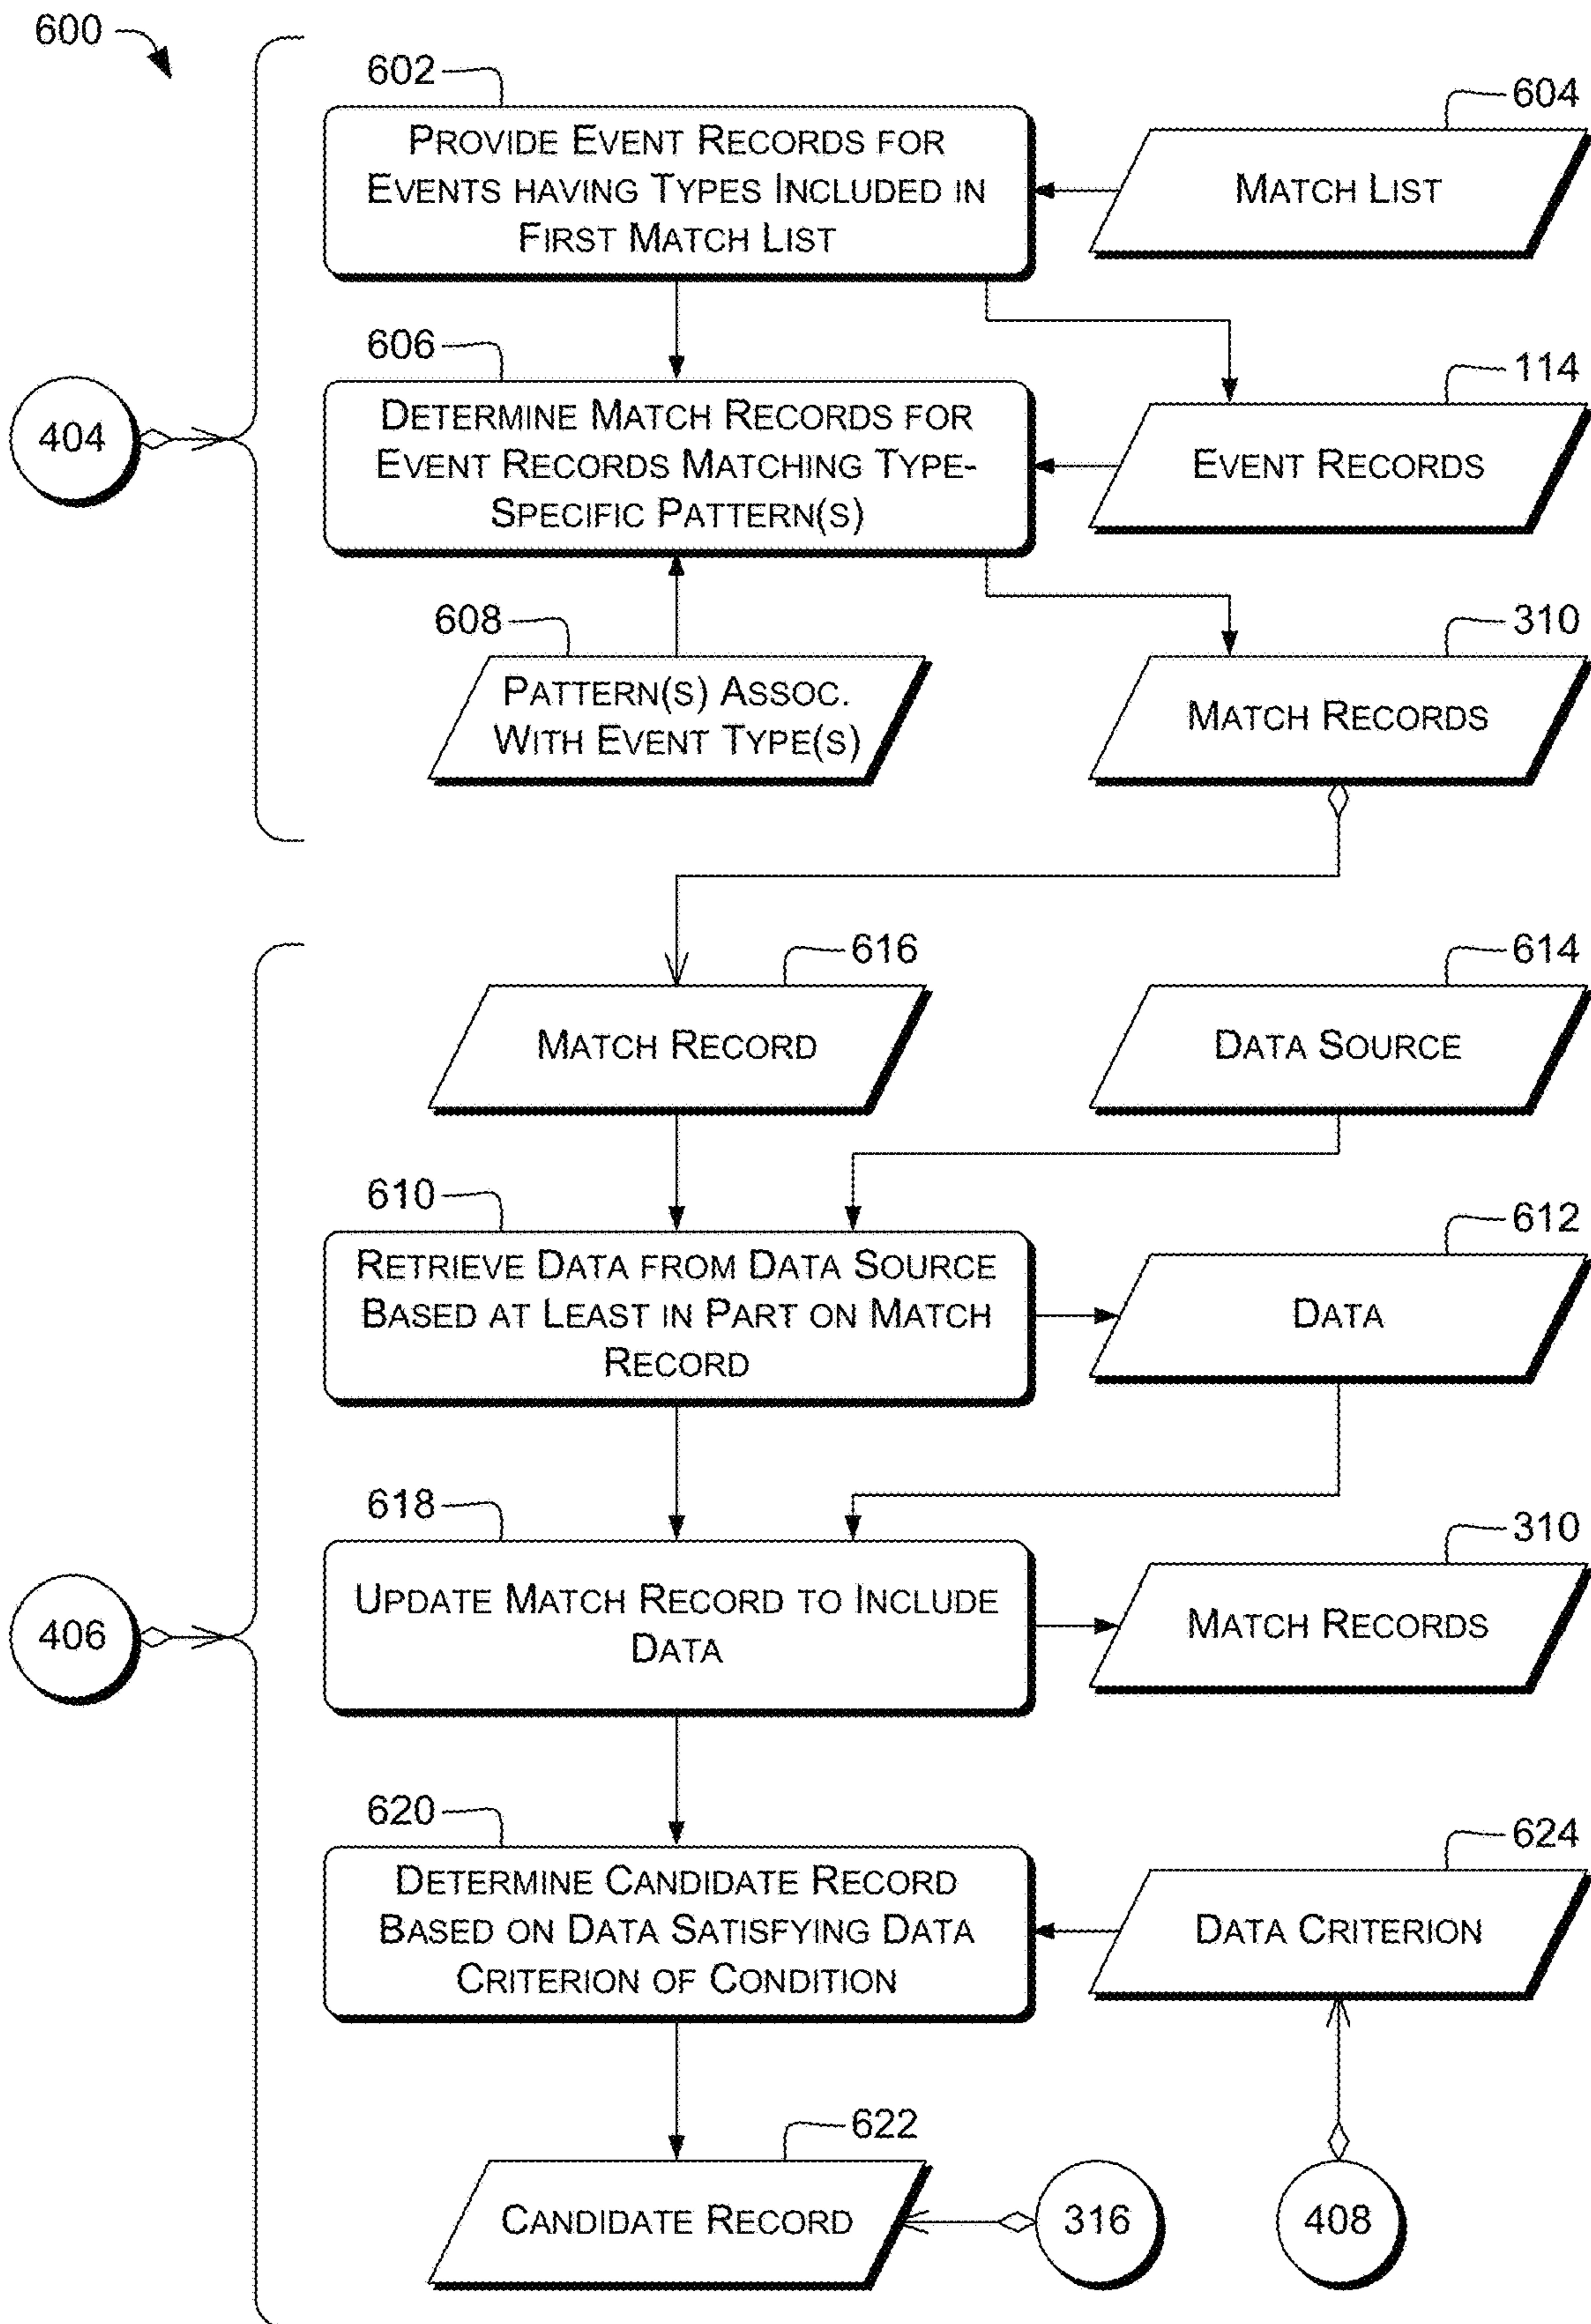 600
602
PROVIDE EVENT RECORDS FOR
EVENTS HAVING TYPES INCLUDED IN
FIRST MATCH LIST
604
MATCH LIST
606
DETERMINE MATCH RECORDS FOR
EVENT RECORDS MATCHING TYPE-
SPECIFIC PATTERN(S)
114
EVENT RECORDS
404
608
PATTERN(S) ASSOC.
WITH EVENT TYPE(S)
310
MATCH RECORDS
616
MATCH RECORD
614
DATA SOURCE
610
RETRIEVE DATA FROM DATA SOURCE
BASED AT LEAST IN PART ON MATCH
RECORD
612
DATA
618
UPDATE MATCH RECORD TO INCLUDE
DATA
310
MATCH RECORDS
406
620
DETERMINE CANDIDATE RECORD
BASED ON DATA SATISFYING DATA
CRITERION OF CONDITION
624
DATA CRITERION
622
CANDIDATE RECORD
316
408